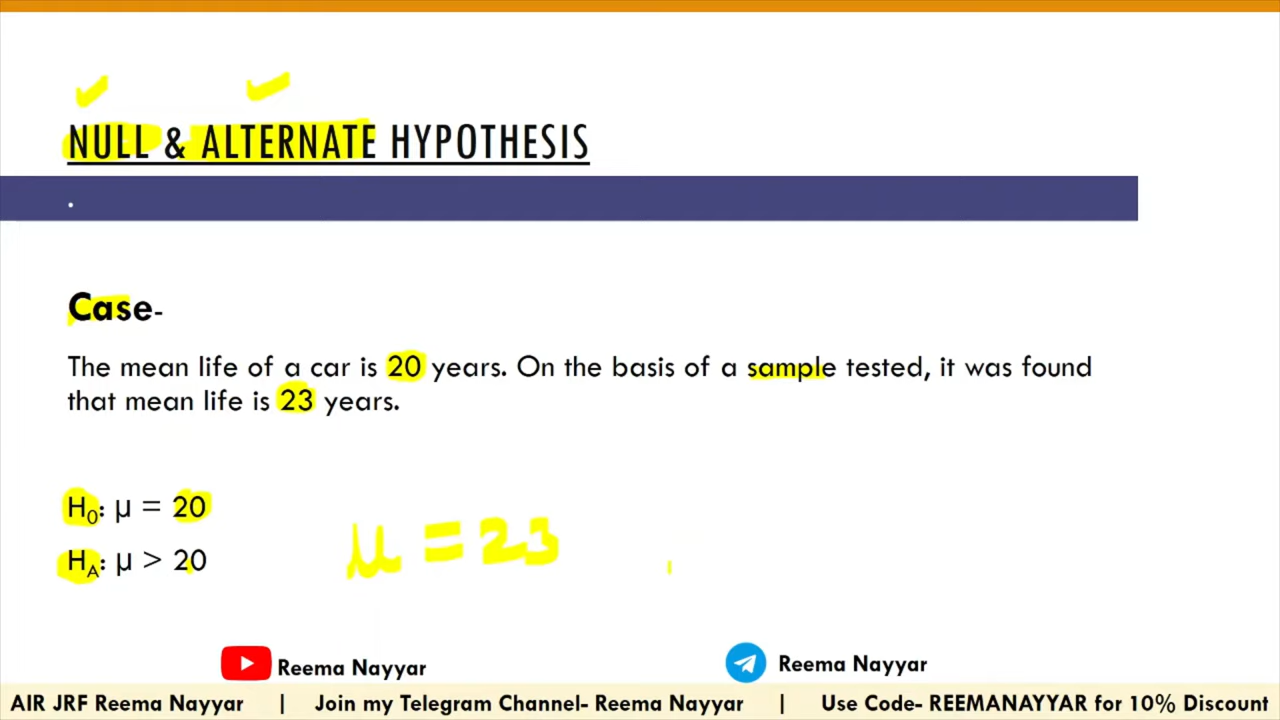 NULL & ALTERNATE HYPOTHESIS
Case-
The mean life of a car is 20 years. On the basis of a sample tested, it was found
that mean life is 23 years.
H₀: µ = 20
µ = 23
H_A: µ > 20
Reema Nayyar
Reema Nayyar
AIR JRF Reema Nayyar | Join my Telegram Channel- Reema Nayyar | Use Code- REEMANAYYAR for 10% Discount